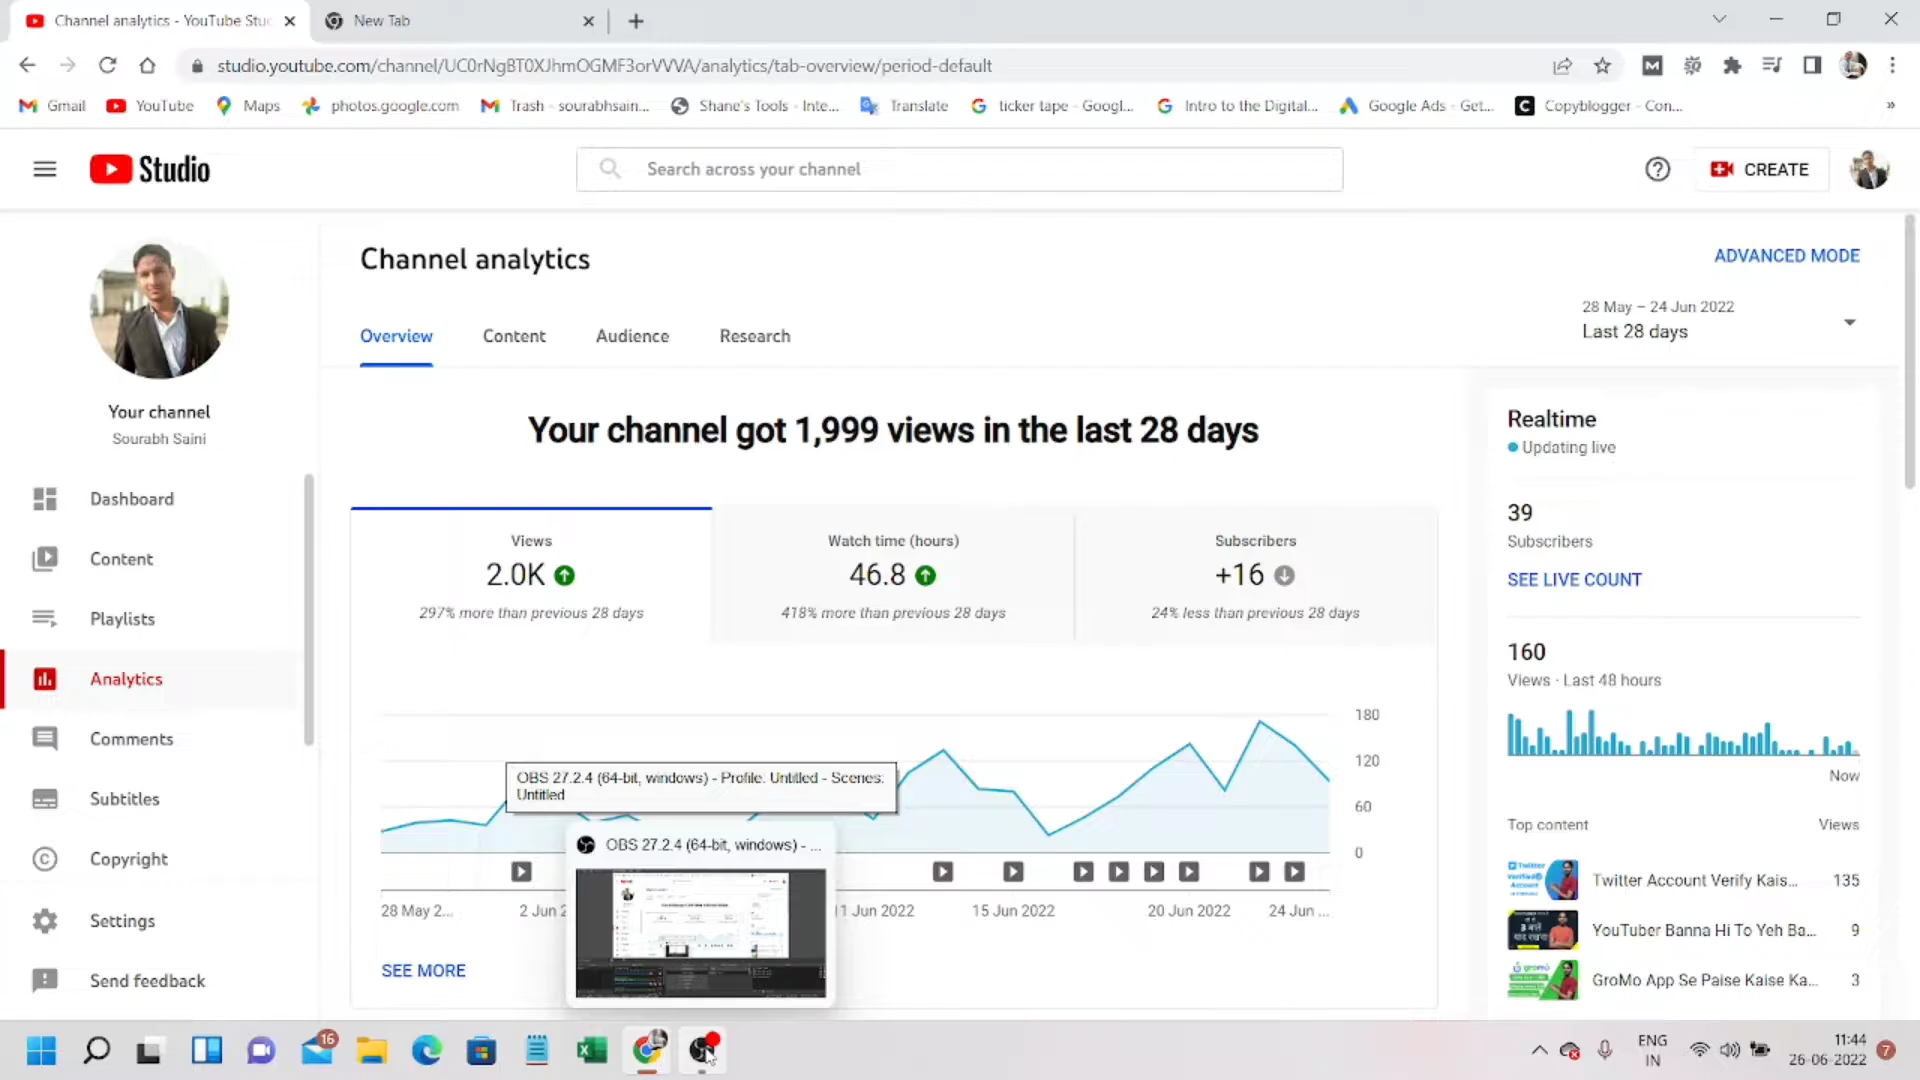 Channel analytics - YouTube Stu
New Tab
studio.youtube.com/channel/UC0rNgBT0XJhmOGMF3orVVVA/analytics/tab-overview/period-default
Gmail
YouTube
Maps
photos.google.com
Trash - sourabhsain...
Shane's Tools - Inte...
Translate
ticker tape - Googl...
Intro to the Digital...
Google Ads - Get...
Copyblogger - Con...
»
Studio
Search across your channel
CREATE
Your channel
Sourabh Saini
Dashboard
Content
Playlists
Analytics
Comments
Subtitles
Copyright
Settings
Send feedback
Channel analytics
ADVANCED MODE
Overview
Content
Audience
Research
28 May – 24 Jun 2022
Last 28 days
Your channel got 1,999 views in the last 28 days
Views
2.0K
297% more than previous 28 days
Watch time (hours)
46.8
418% more than previous 28 days
Subscribers
+16
24% less than previous 28 days
180
120
60
0
OBS 27.2.4 (64-bit, windows) - Profile: Untitled - Scenes:
Untitled
OBS 27.2.4 (64-bit, windows) - ...
28 May 2...
2 Jun 2
1 Jun 2022
15 Jun 2022
20 Jun 2022
24 Jun ...
SEE MORE
Realtime
Updating live
39
Subscribers
SEE LIVE COUNT
160
Views · Last 48 hours
Now
Top content
Views
Twitter Account Verify Kais...
135
YouTuber Banna Hi To Yeh Ba...
9
GroMo App Se Paise Kaise Ka...
3
16
ENG
IN
11:44
26-06-2022
7